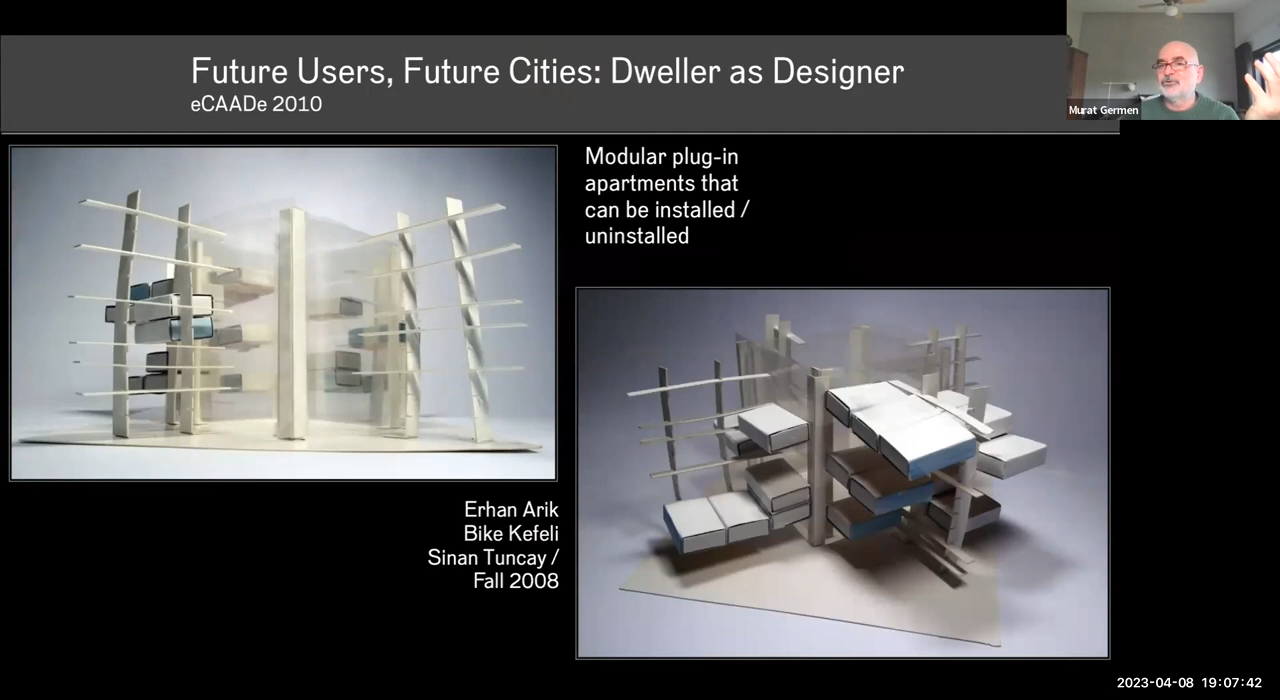 Future Users, Future Cities: Dweller as Designer
eCAADe 2010
Murat Germen
Modular plug-in
apartments that
can be installed /
uninstalled
Erhan Arik
Bike Kefeli
Sinan Tuncay /
Fall 2008
2023-04-08 19:07:42